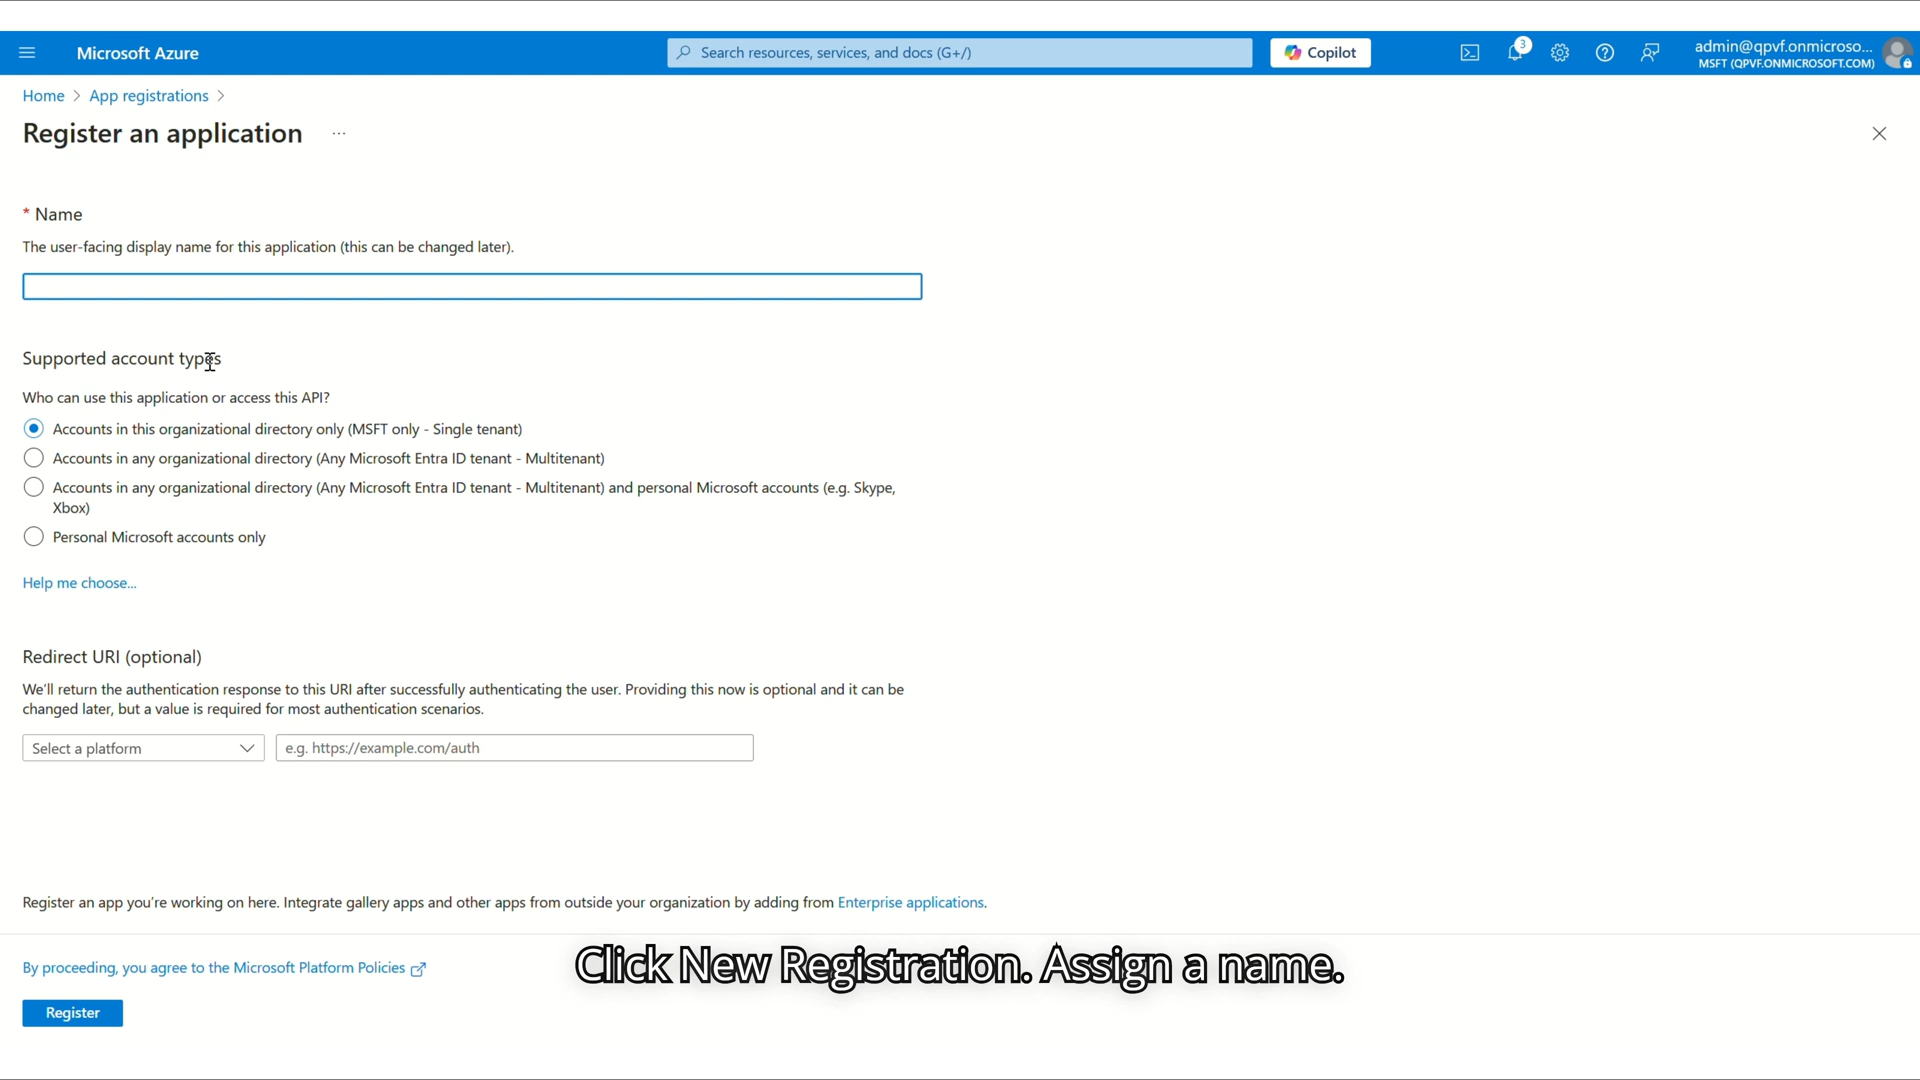 Microsoft Azure
Search resources, services, and docs (G+/)
Copilot
3
admin@qpvf.onmicroso...
MSFT (QPVF.ONMICROSOFT.COM)
Home > App registrations >
Register an application ...
* Name
The user-facing display name for this application (this can be changed later).
Supported account types
Who can use this application or access this API?
Accounts in this organizational directory only (MSFT only - Single tenant)
Accounts in any organizational directory (Any Microsoft Entra ID tenant - Multitenant)
Accounts in any organizational directory (Any Microsoft Entra ID tenant - Multitenant) and personal Microsoft accounts (e.g. Skype,
Xbox)
Personal Microsoft accounts only
Help me choose...
Redirect URI (optional)
We'll return the authentication response to this URI after successfully authenticating the user. Providing this now is optional and it can be
changed later, but a value is required for most authentication scenarios.
Select a platform
e.g. https://example.com/auth
Register an app you're working on here. Integrate gallery apps and other apps from outside your organization by adding from Enterprise applications.
By proceeding, you agree to the Microsoft Platform Policies
Click New Registration. Assign a name.
Register